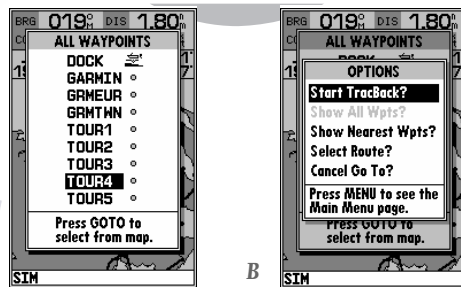 BRG 019°M DIS 1.80nm
ALL WAYPOINTS
DOCK
GARMIN
GRMEUR
GRMTWN
TOUR1
TOUR2
TOUR3
TOUR4
TOUR5
Press GOTO to
select from map.
SIM
B
BRG 019°M DIS 1.80nm
ALL WAYPOINTS
OPTIONS
Start TracBack?
Show All Wpts?
Show Nearest Wpts?
Select Route?
Cancel Go To?
Press MENU to see the
Main Menu page.
Press GOTO to
select from map.
SIM